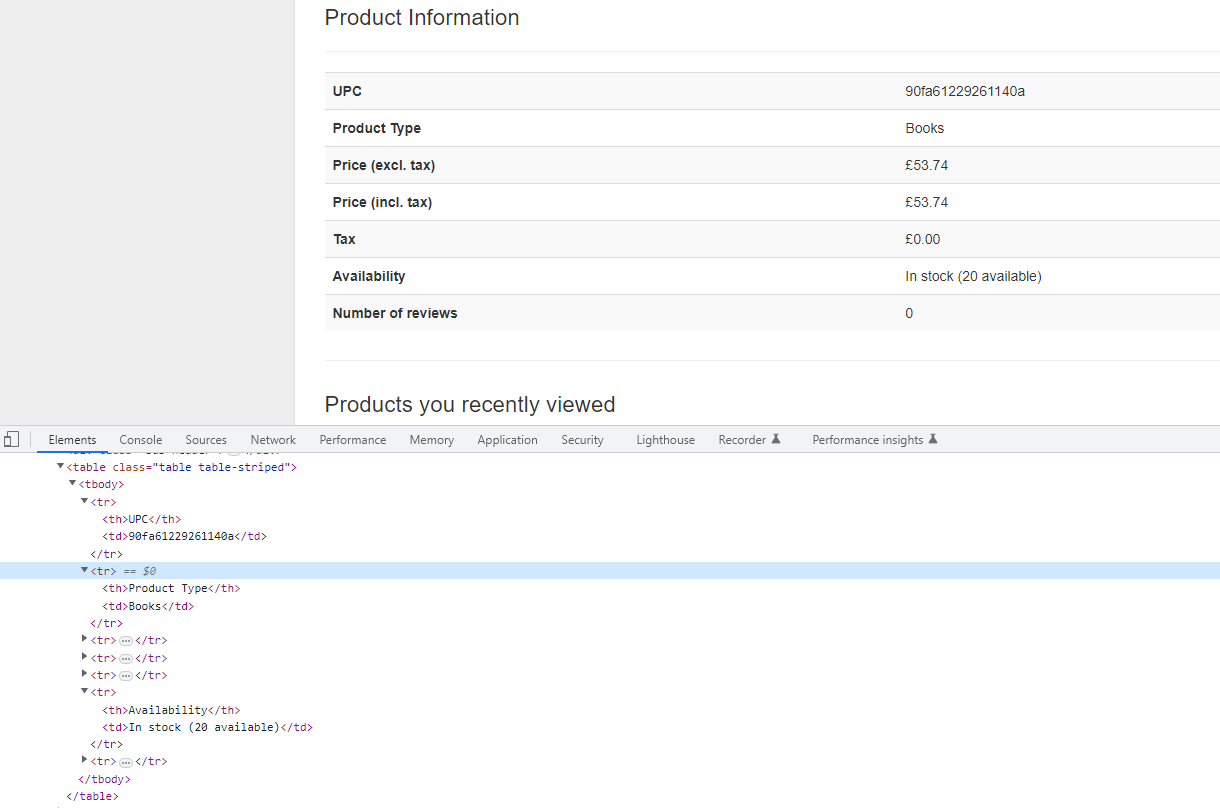 Product Information
UPC 90fa61229261140a
Product Type Books
Price (excl. tax) £53.74
Price (incl. tax) £53.74
Tax £0.00
Availability In stock (20 available)
Number of reviews 0
Products you recently viewed
Elements Console Sources Network Performance Memory Application Security Lighthouse Recorder Performance insights
<table class="table table-striped">
<tbody>
<tr>
<th>UPC</th>
<td>90fa61229261140a</td>
</tr>
<tr> == $0
<th>Product Type</th>
<td>Books</td>
</tr>
<tr>…</tr>
<tr>…</tr>
<tr>…</tr>
<tr>
<th>Availability</th>
<td>In stock (20 available)</td>
</tr>
<tr>…</tr>
</tbody>
</table>